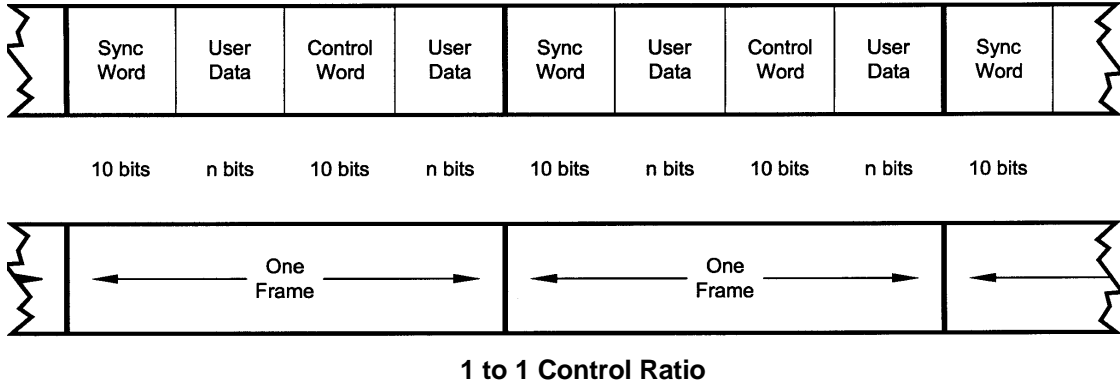 Sync Word User Data Control Word User Data Sync Word User Data Control Word User Data Sync Word
10 bits n bits 10 bits n bits 10 bits n bits 10 bits n bits 10 bits
One Frame One Frame
1 to 1 Control Ratio